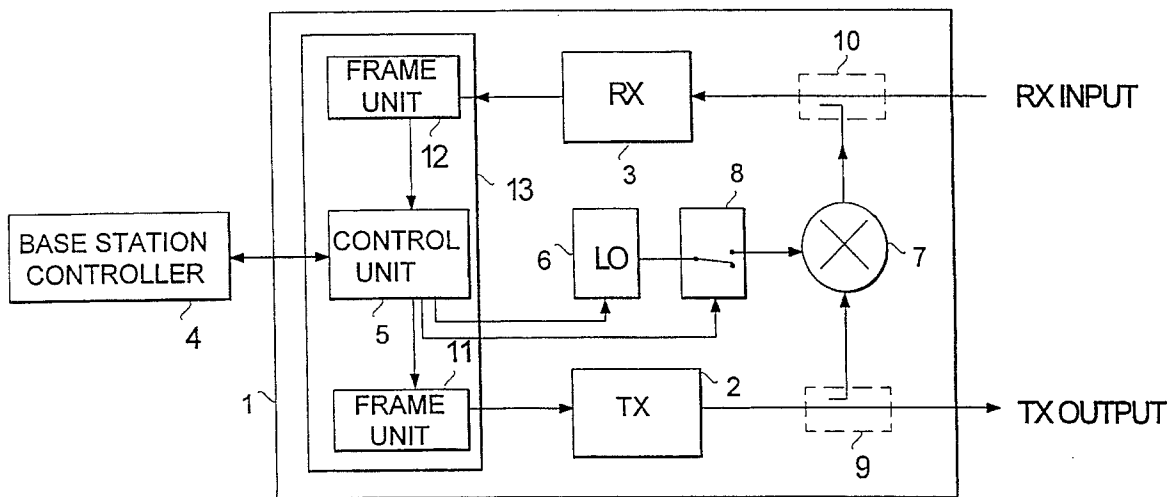 10
FRAME
UNIT
RX
RX INPUT
12
3
13
8
BASE STATION
CONTROLLER
CONTROL
UNIT
6
LO
7
4
5
11
2
1
FRAME
UNIT
TX
TX OUTPUT
9